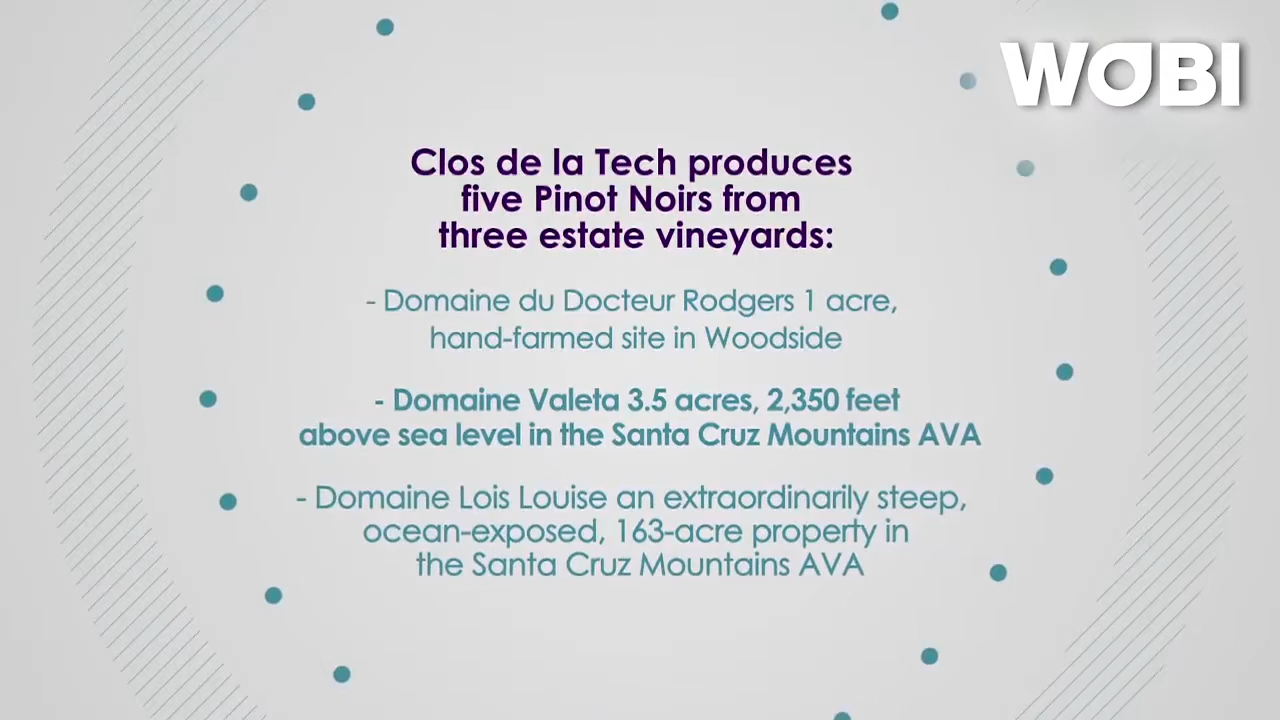 WOBI
Clos de la Tech produces
five Pinot Noirs from
three estate vineyards:
- Domaine du Docteur Rodgers 1 acre,
hand-farmed site in Woodside
- Domaine Valeta 3.5 acres, 2,350 feet
above sea level in the Santa Cruz Mountains AVA
- Domaine Lois Louise an extraordinarily steep,
ocean-exposed, 163-acre property in
the Santa Cruz Mountains AVA